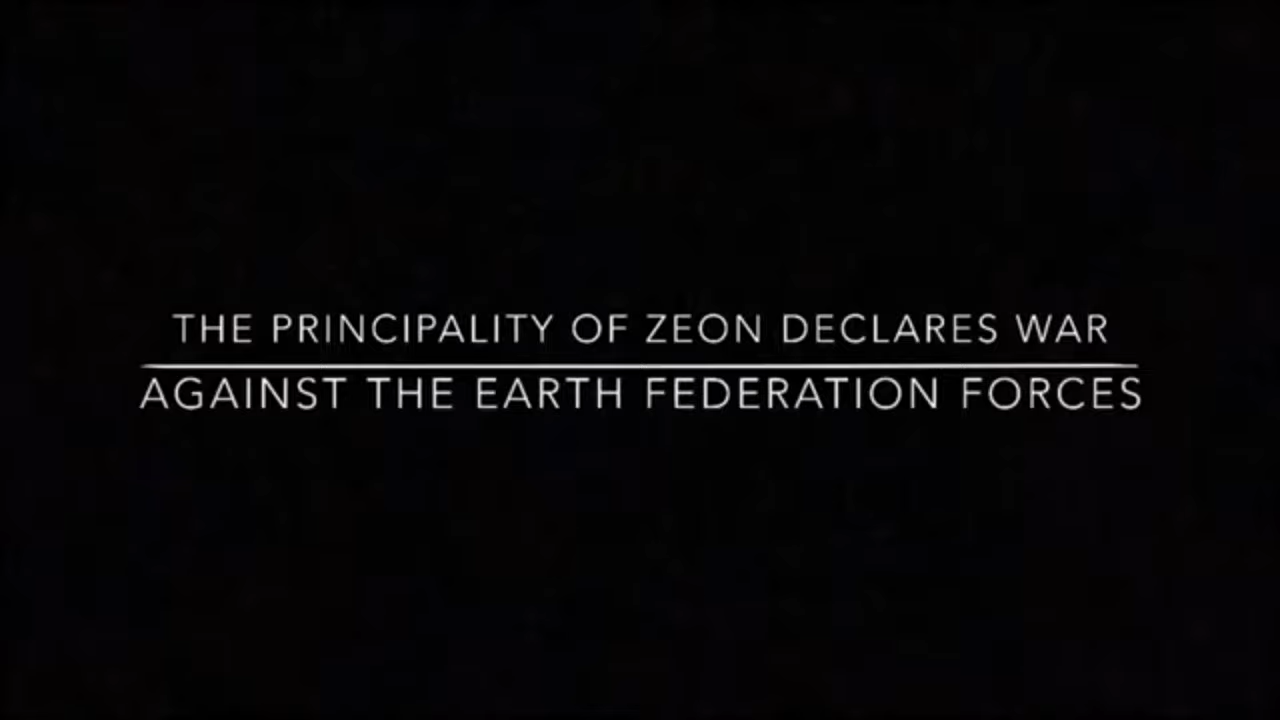 THE PRINCIPALITY OF ZEON DECLARES WAR
AGAINST THE EARTH FEDERATION FORCES